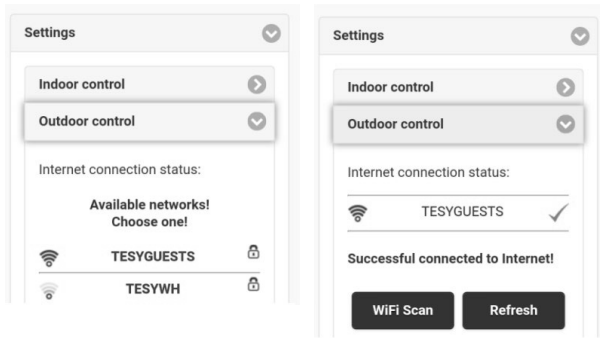 Settings
Indoor control
Outdoor control
Internet connection status:
Available networks!
Choose one!
TESYGUESTS
TESYWH
Settings
Indoor control
Outdoor control
Internet connection status:
TESYGUESTS
Successful connected to Internet!
WiFi Scan
Refresh